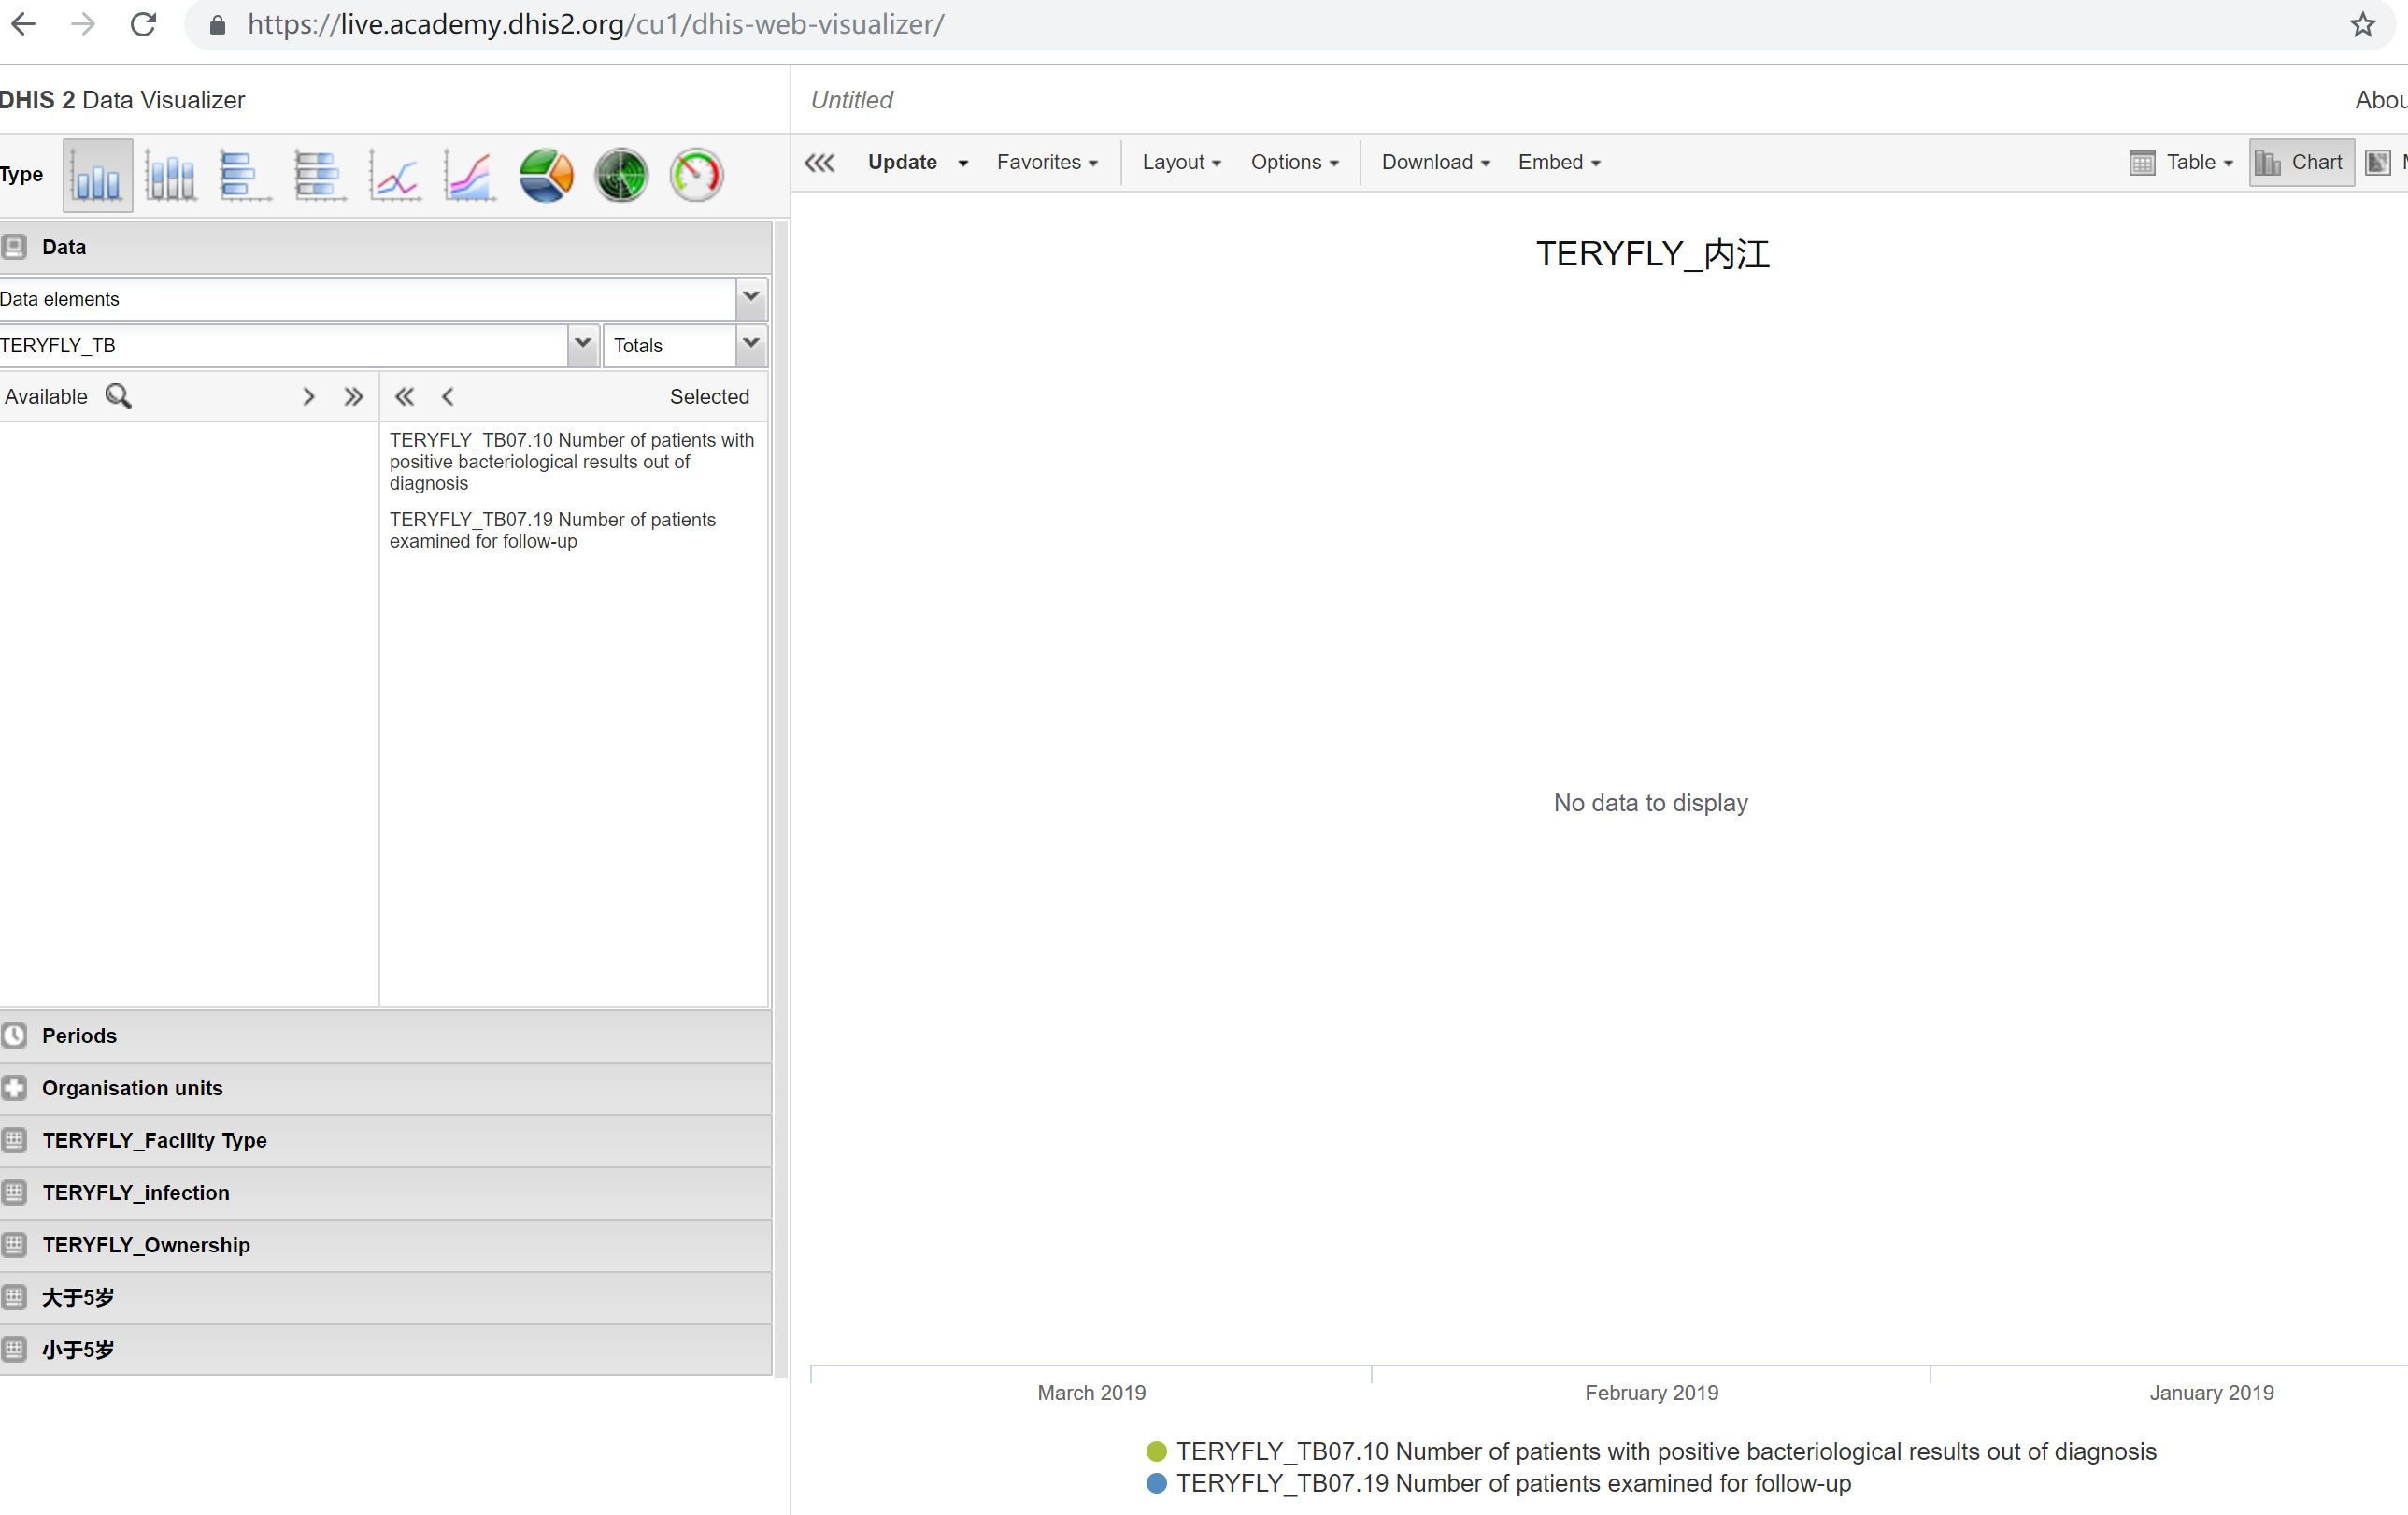 https://live.academy.dhis2.org/cu1/dhis-web-visualizer/
DHIS 2 Data Visualizer
Untitled
Abou
Type
Update
Favorites
Layout
Options
Download
Embed
Table
Chart
Data
TERYFLY_内江
Data elements
TERYFLY_TB
Totals
Available
Selected
TERYFLY_TB07.10 Number of patients with
positive bacteriological results out of
diagnosis
TERYFLY_TB07.19 Number of patients
examined for follow-up
No data to display
Periods
Organisation units
TERYFLY_Facility Type
TERYFLY_infection
TERYFLY_Ownership
大于5岁
小于5岁
March 2019
February 2019
January 2019
TERYFLY_TB07.10 Number of patients with positive bacteriological results out of diagnosis
TERYFLY_TB07.19 Number of patients examined for follow-up